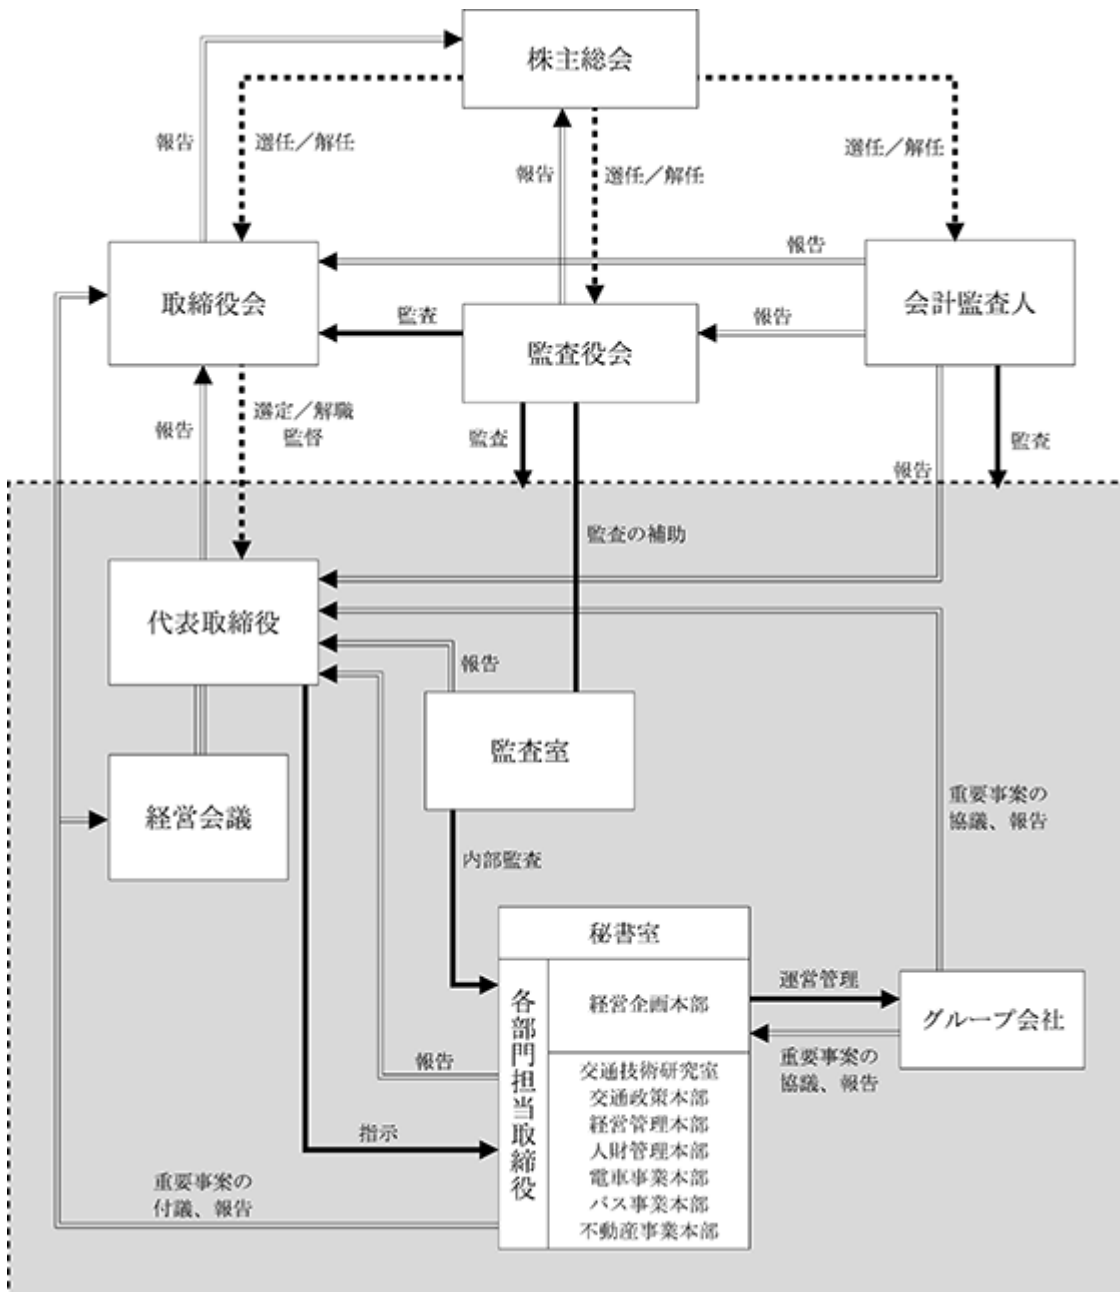 株主総会
報告
選任／解任
報告
選任／解任
選任／解任
取締役会
監査
監査役会
報告
報告
会計監査人
報告
選定／解職
監督
監査
報告
監査
監査の補助
代表取締役
報告
監査室
経営会議
内部監査
重要事案の
協議、報告
秘書室
各部門担当取締役
経営企画本部
運営管理
グループ会社
重要事案の
協議、報告
報告
交通技術研究室
交通政策本部
経営管理本部
人財管理本部
電車事業本部
バス事業本部
不動産事業本部
指示
重要事案の
付議、報告